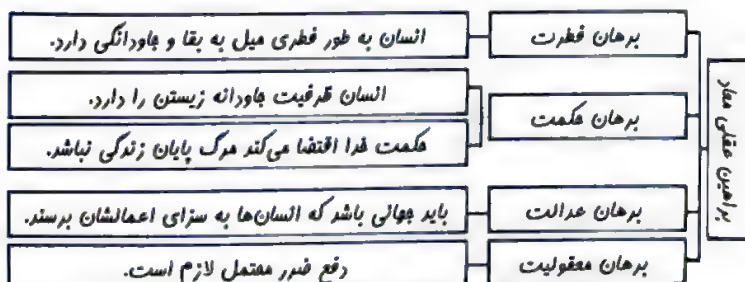 براهین عقلی معاد
برهان فطرت
انسان به طور فطری میل به بقا و جاودانگی دارد.
برهان حکمت
انسان ظرفیت جاودانه زیستن را دارد.
حکمت خدا اقتضا می‌کند مرگ پایان زندگی نباشد.
برهان عدالت
باید جهانی باشد که انسان‌ها به سزای اعمالشان برسند.
برهان معقولیت
دفع ضرر محتمل لازم است.